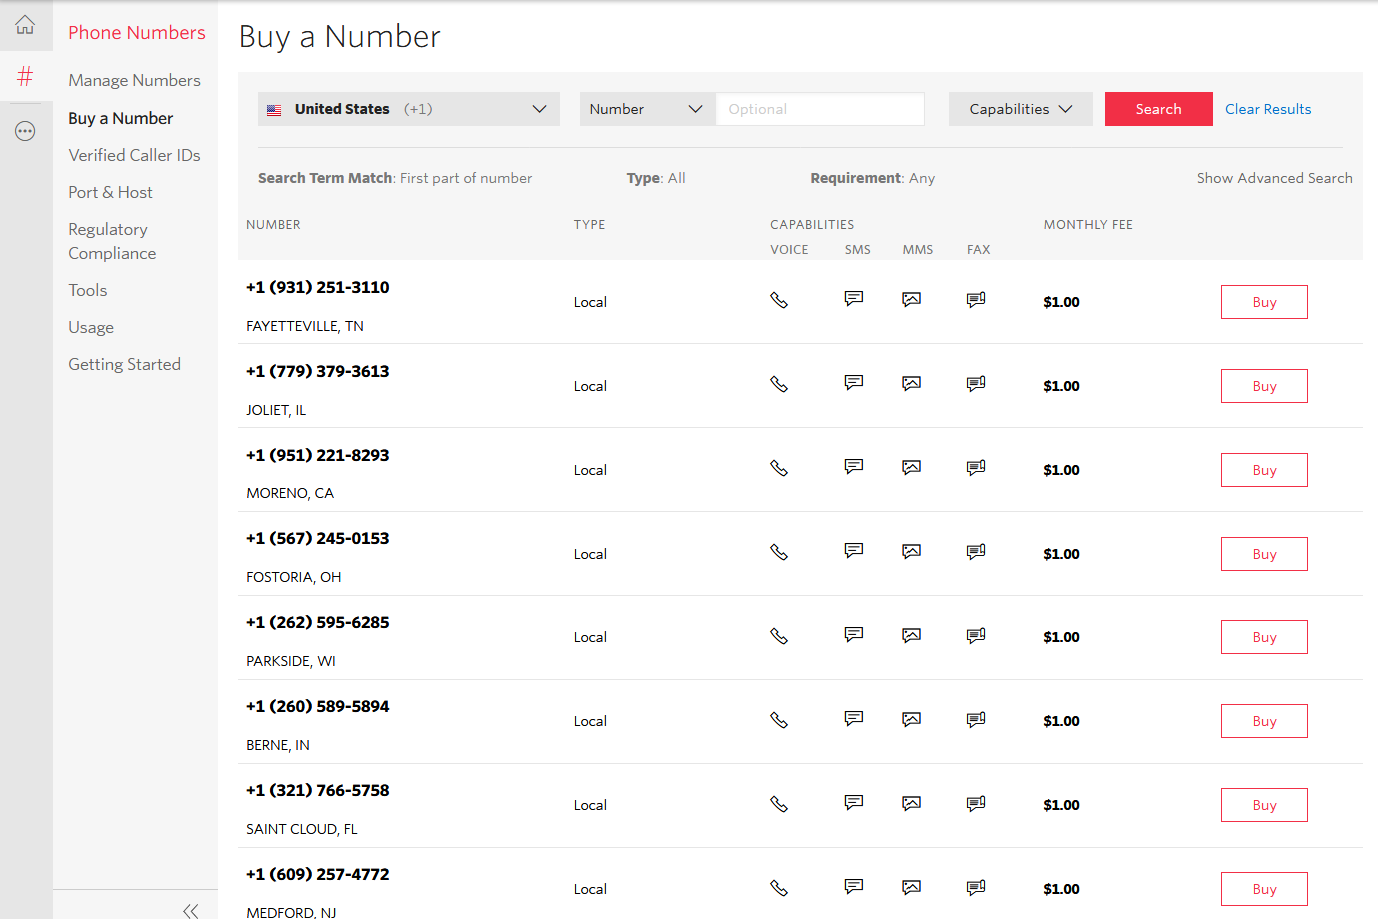 Phone Numbers
Manage Numbers
Buy a Number
Verified Caller IDs
Port & Host
Regulatory
Compliance
Tools
Usage
Getting Started
Buy a Number
United States (+1) Number Optional Capabilities Search Clear Results
Search Term Match: First part of number Type: All Requirement: Any Show Advanced Search
NUMBER TYPE CAPABILITIES MONTHLY FEE
VOICE SMS MMS FAX
+1 (931) 251-3110
Local $1.00 Buy
FAYETTEVILLE, TN
+1 (779) 379-3613
Local $1.00 Buy
JOLIET, IL
+1 (951) 221-8293
Local $1.00 Buy
MORENO, CA
+1 (567) 245-0153
Local $1.00 Buy
FOSTORIA, OH
+1 (262) 595-6285
Local $1.00 Buy
PARKSIDE, WI
+1 (260) 589-5894
Local $1.00 Buy
BERNE, IN
+1 (321) 766-5758
Local $1.00 Buy
SAINT CLOUD, FL
+1 (609) 257-4772
Local $1.00 Buy
MEDFORD, NJ